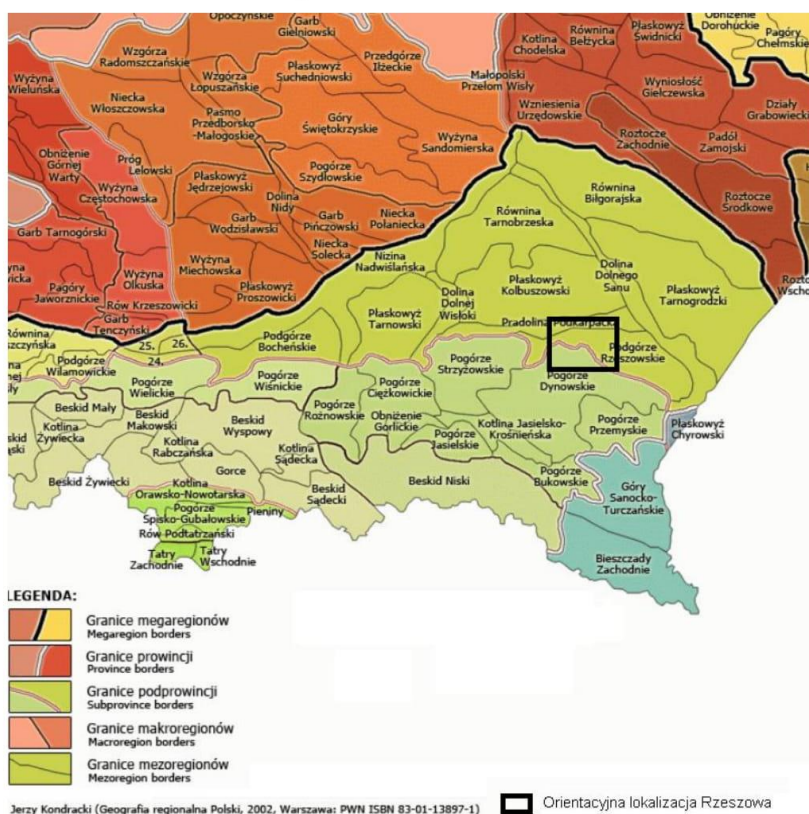 Opoczyńskie
Garb
Gielniowski
Wzgórza
Radomszczańskie
Wzgórza
Łopuszańskie
Płaskowyż
Suchedniowski
Przedgórze
Iłżeckie
Małopolski
Przełom Wisły
Kotlina
Chodelska
Równina
Bełżycka
Płaskowyż
Świdnicki
Obniżenie
Dorohuckie
Pagóry
Chełmskie
Wyżyna
Wieluńska
Niecka
Włoszczowska
Pasmo
Przedborsko
-Małogoskie
Góry
Świętokrzyskie
Wyżyna
Sandomierska
Wzniesienia
Urzędowskie
Wyniosłość
Giełczewska
Działy
Grabowieckie
Roztocze
Zachodnie
Padół
Zamojski
Obniżenie
Górnej
Warty
Próg
Lelowski
Wyżyna
Częstochowska
Płaskowyż
Jędrzejowski
Dolina
Nidy
Pogórze
Szydłowskie
Garb
Wodzisławski
Garb
Pińczowski
Niecka
Połaniecka
Niecka
Solecka
Równina
Tarnobrzeska
Równina
Biłgorajska
Roztocze
Środkowe
Garb Tarnogórski
Wyżyna
Olkuska
Wyżyna
Miechowska
Nizina
Nadwiślańska
Dolina
Dolnego
Sanu
Pagóry
Jaworznickie
Rów Krzeszowicki
Garb
Tenczyński
Płaskowyż
Proszowicki
Dolina
Dolnej
Wisłoki
Płaskowyż
Kolbuszowski
Płaskowyż
Tarnogrodzki
Płaskowyż
Tarnowski
Pradolina Podkarpacka
Równina
25.
26.
24.
Podgórze
Wilamowickie
Podgórze
Bocheńskie
Pogórze
Strzyżowskie
Podgórze
Rzeszowskie
Pogórze
Wielickie
Pogórze
Wiśnickie
Pogórze
Ciężkowickie
Pogórze
Dynowskie
Beskid Mały
Beskid
Makowski
Beskid
Wyspowy
Pogórze
Rożnowskie
Obniżenie
Gorlickie
Kotlina Jasielsko-
Krośnieńska
Pogórze
Przemyskie
Płaskowyż
Chyrowski
Kotlina
Żywiecka
Kotlina
Rabczańska
Kotlina
Sądecka
Pogórze
Jasielskie
Gorce
Beskid Żywiecki
Beskid
Sądecki
Beskid Niski
Pogórze
Bukowskie
Góry
Sanocko-
Turczańskie
Kotlina
Orawsko-Nowotarska
Pogórze
Spisko-Gubałowskie
Pieniny
Rów Podtatrzański
Tatry
Zachodnie
Tatry
Wschodnie
Bieszczady
Zachodnie
LEGENDA:
Granice megaregionów
Megaregion borders
Granice prowincji
Province borders
Granice podprowincji
Subprovince borders
Granice makroregionów
Macroregion borders
Granice mezoregionów
Mezoregion borders
Jerzy Kondracki (Geografia regionalna Polski, 2002, Warszawa: PWN ISBN 83-01-13897-1)
Orientacyjna lokalizacja Rzeszowa